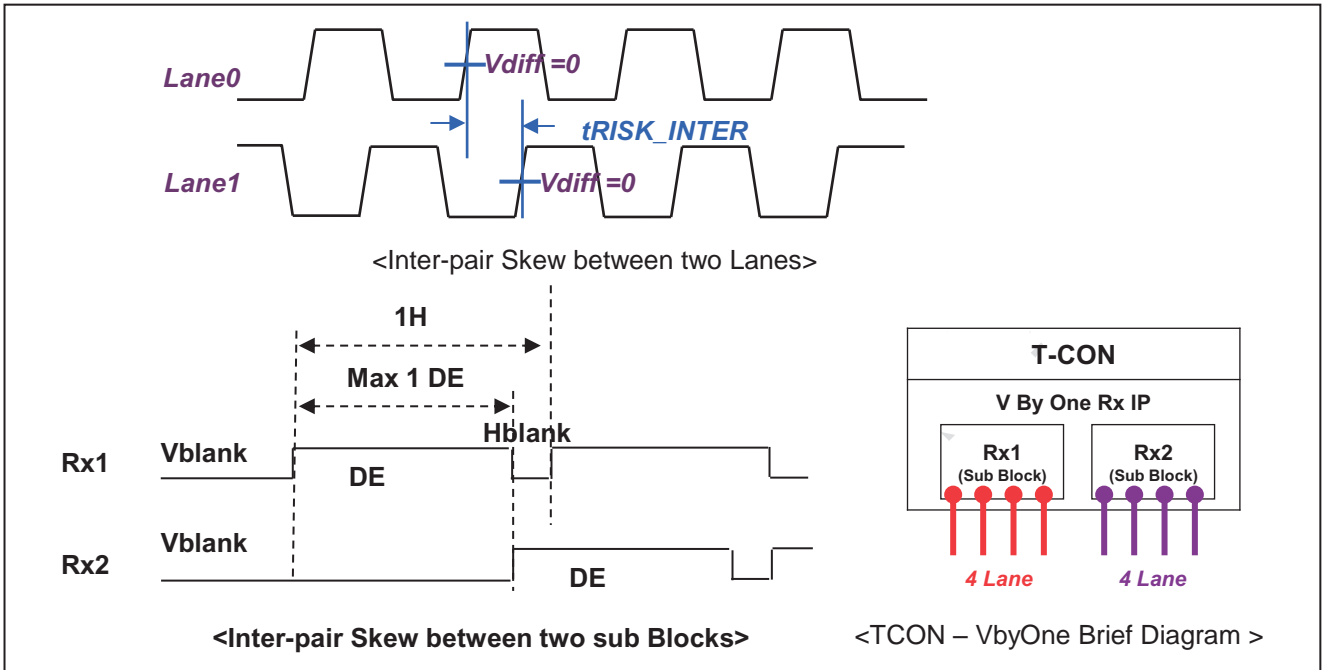 Lane0
Vdiff =0
tRISK_INTER
Lane1
Vdiff =0
<Inter-pair Skew between two Lanes>
1H
Max 1 DE
Hblank
Rx1
Vblank
DE
Rx2
Vblank
DE
<Inter-pair Skew between two sub Blocks>
T-CON
V By One Rx IP
Rx1
(Sub Block)
Rx2
(Sub Block)
4 Lane
4 Lane
<TCON – VbyOne Brief Diagram >